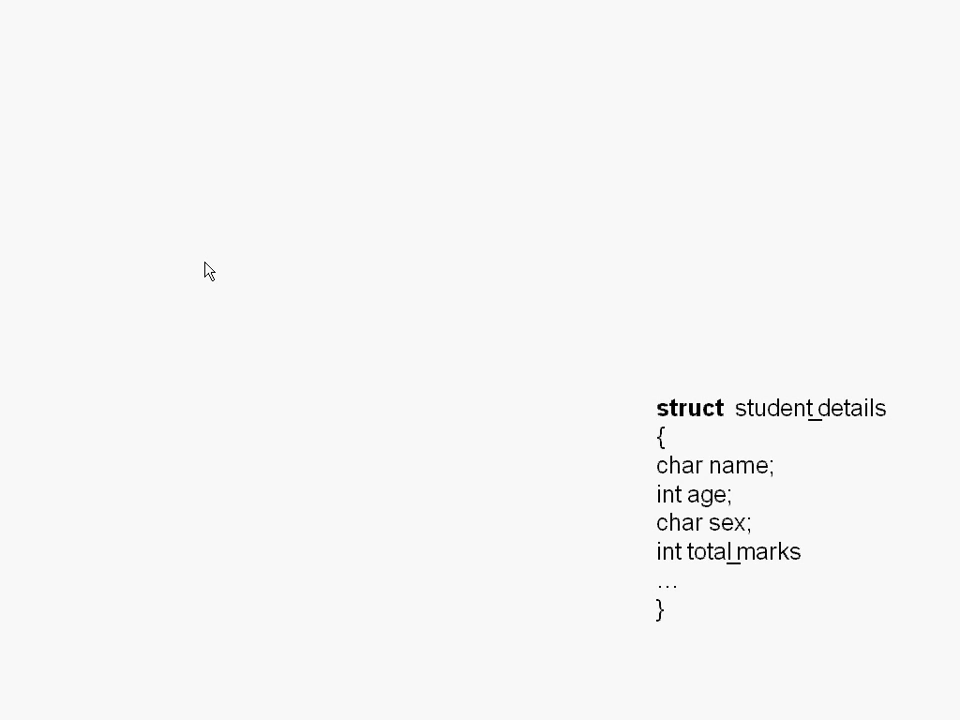 struct student_details
{
char name;
int age;
char sex;
int total_marks
...
}